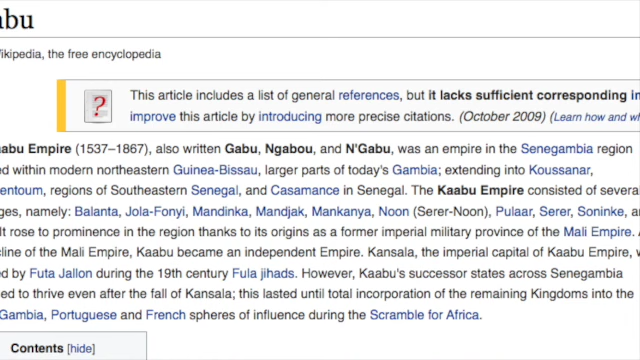 abu
Wikipedia, the free encyclopedia
This article includes a list of general references, but it lacks sufficient corresponding in
improve this article by introducing more precise citations. (October 2009) (Learn how and wh
aabu Empire (1537–1867), also written Gabu, Ngabou, and N'Gabu, was an empire in the Senegambia region
ed within modern northeastern Guinea-Bissau, larger parts of today's Gambia; extending into Koussanar,
entoum, regions of Southeastern Senegal, and Casamance in Senegal. The Kaabu Empire consisted of several
ges, namely: Balanta, Jola-Fonyi, Mandinka, Mandjak, Mankanya, Noon (Serer-Noon), Pulaar, Serer, Soninke, an
It rose to prominence in the region thanks to its origins as a former imperial military province of the Mali Empire. A
cline of the Mali Empire, Kaabu became an independent Empire. Kansala, the imperial capital of Kaabu Empire, w
ed by Futa Jallon during the 19th century Fula jihads. However, Kaabu's successor states across Senegambia
ed to thrive even after the fall of Kansala; this lasted until total incorporation of the remaining Kingdoms into the
Gambia, Portuguese and French spheres of influence during the Scramble for Africa.
Contents [hide]